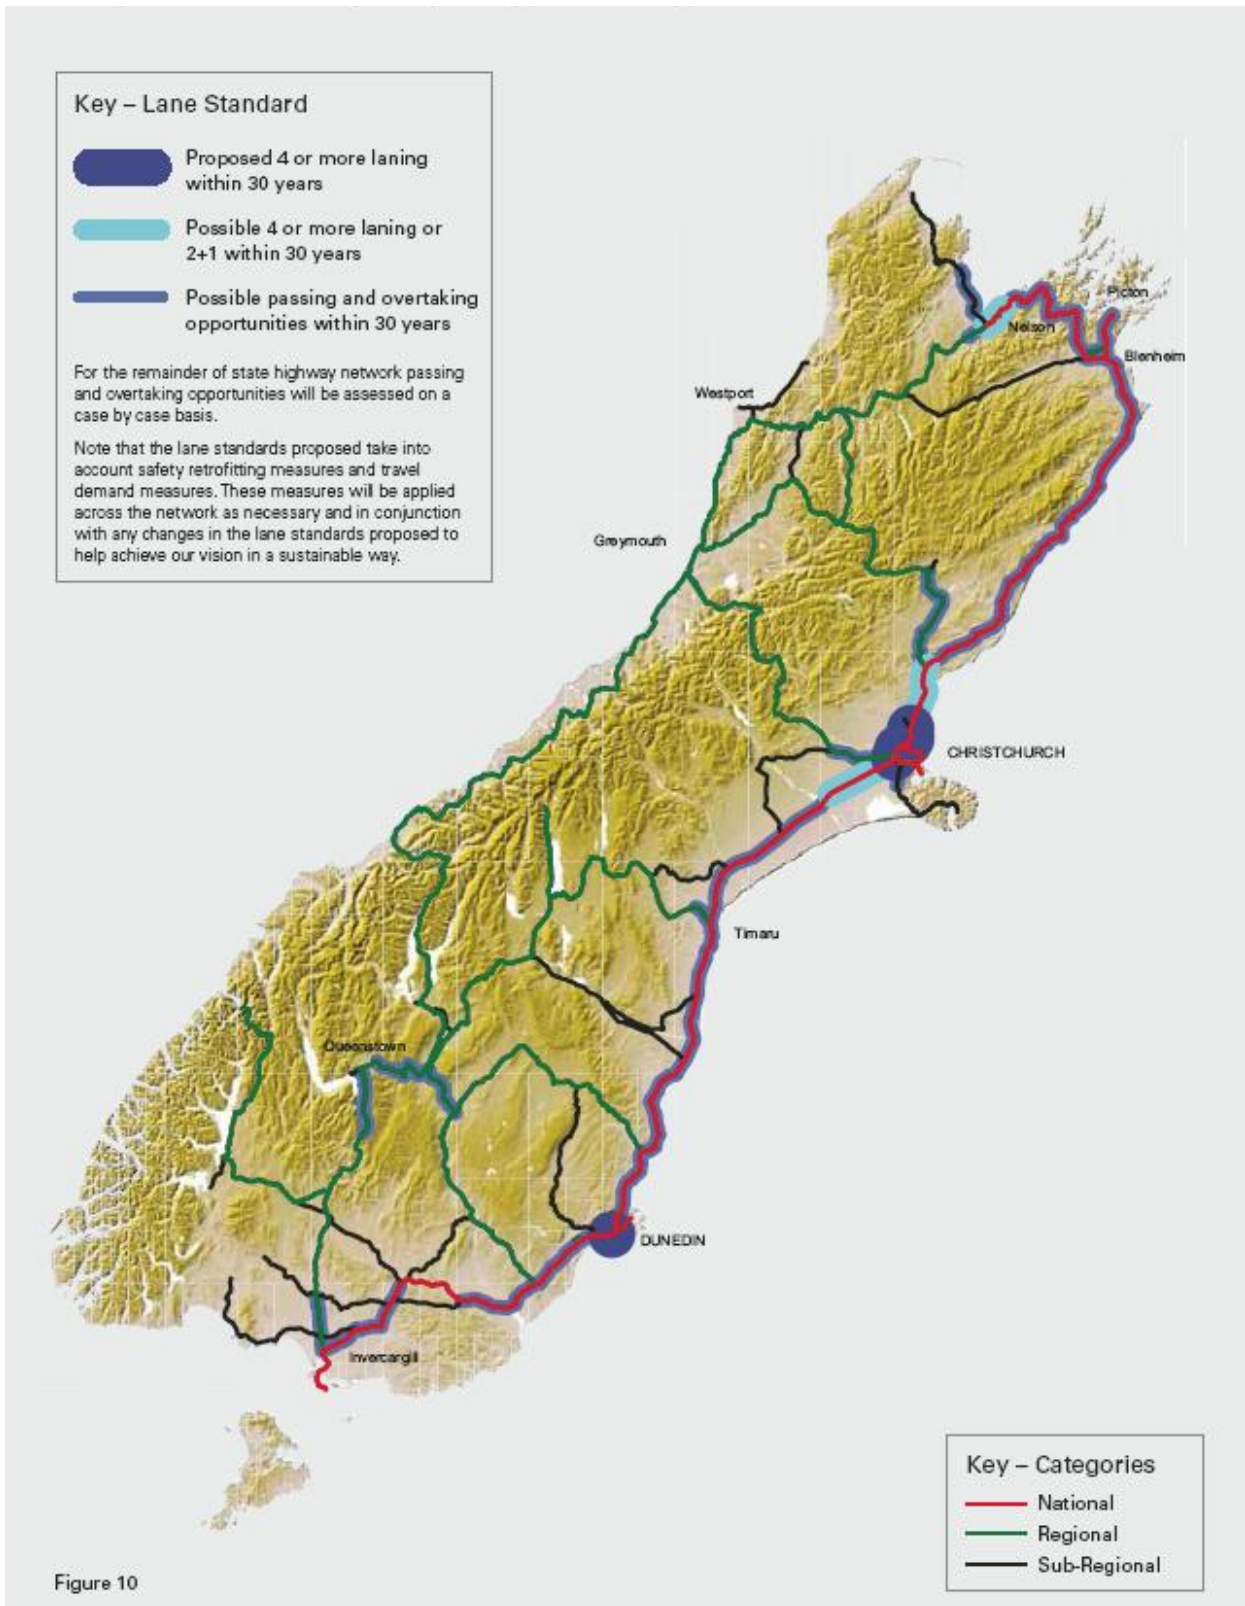 Key – Lane Standard
Proposed 4 or more laning
within 30 years
Possible 4 or more laning or
2+1 within 30 years
Possible passing and overtaking
opportunities within 30 years
For the remainder of state highway network passing
and overtaking opportunities will be assessed on a
case by case basis.
Note that the lane standards proposed take into
account safety retrofitting measures and travel
demand measures. These measures will be applied
across the network as necessary and in conjunction
with any changes in the lane standards proposed to
help achieve our vision in a sustainable way.
Picton
Nelson
Blenheim
Westport
Greymouth
CHRISTCHURCH
Timaru
Queenstown
DUNEDIN
Invercargill
Key – Categories
National
Regional
Sub-Regional
Figure 10